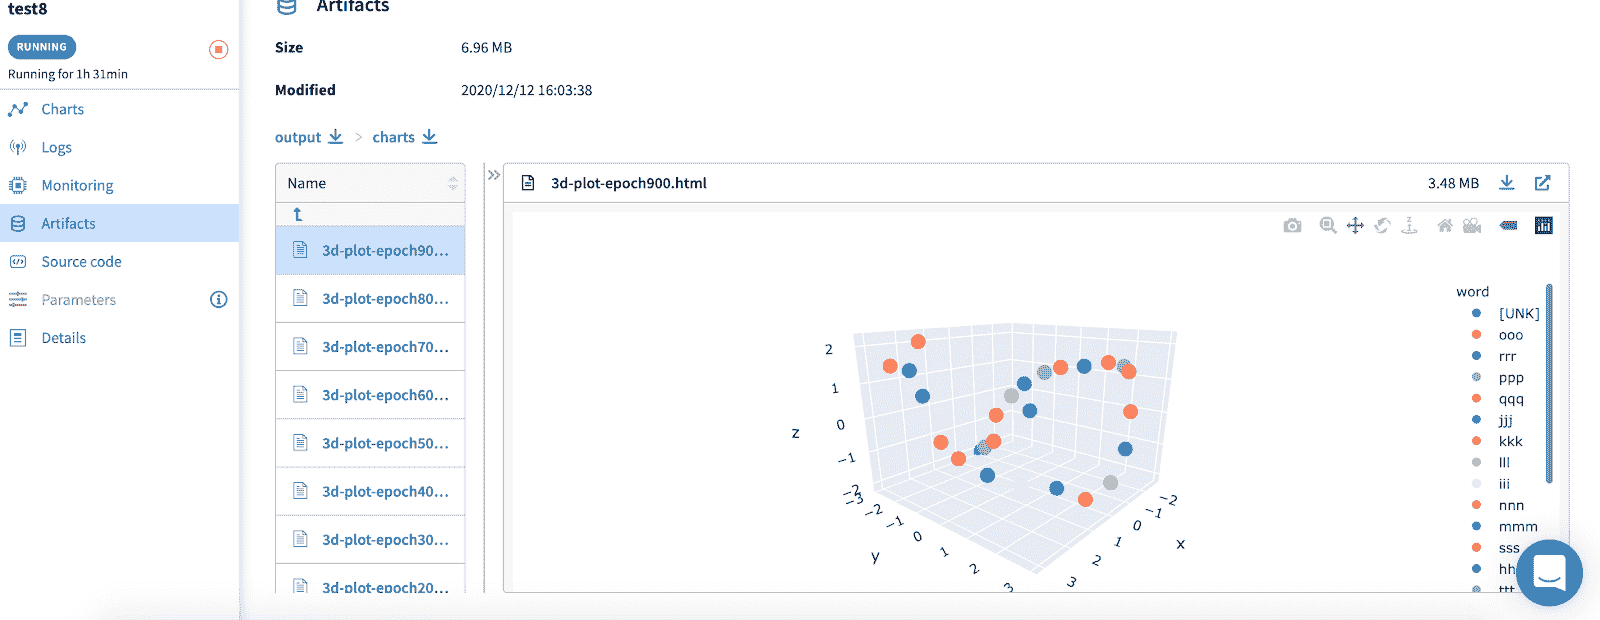 test8
RUNNING
Running for 1h 31min
Charts
Logs
Monitoring
Artifacts
Source code
Parameters
Details
Artifacts
Size 6.96 MB
Modified 2020/12/12 16:03:38
output > charts
Name
3d-plot-epoch90...
3d-plot-epoch80...
3d-plot-epoch70...
3d-plot-epoch60...
3d-plot-epoch50...
3d-plot-epoch40...
3d-plot-epoch30...
3d-plot-epoch20...
3d-plot-epoch900.html 3.48 MB
word
[UNK]
ooo
rrr
ppp
qqq
jjj
kkk
lll
iii
nnn
mmm
sss
hh
ttt
2
1
0
−1
−2
z
−3
−2
−1
0
1
2
3
y
−2
−1
0
1
2
3
x